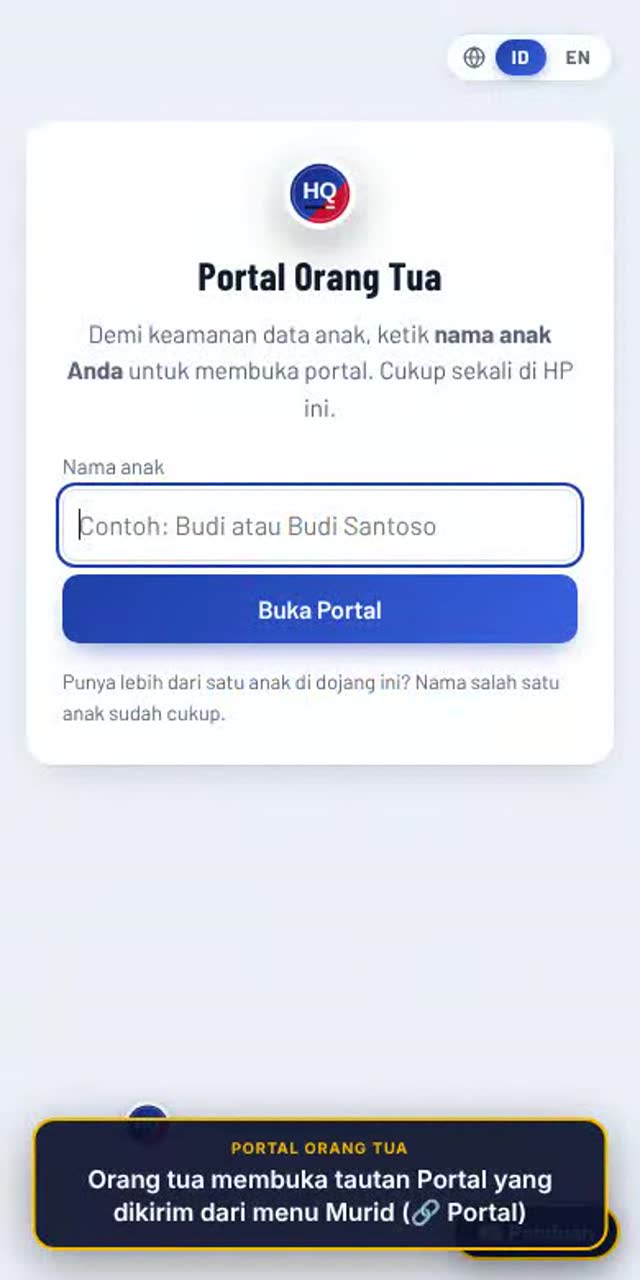 ID EN
HQ
Portal Orang Tua
Demi keamanan data anak, ketik nama anak
Anda untuk membuka portal. Cukup sekali di HP
ini.
Nama anak
Contoh: Budi atau Budi Santoso
Buka Portal
Punya lebih dari satu anak di dojang ini? Nama salah satu
anak sudah cukup.
PORTAL ORANG TUA
Orang tua membuka tautan Portal yang
dikirim dari menu Murid (🔗 Portal)
Panduan